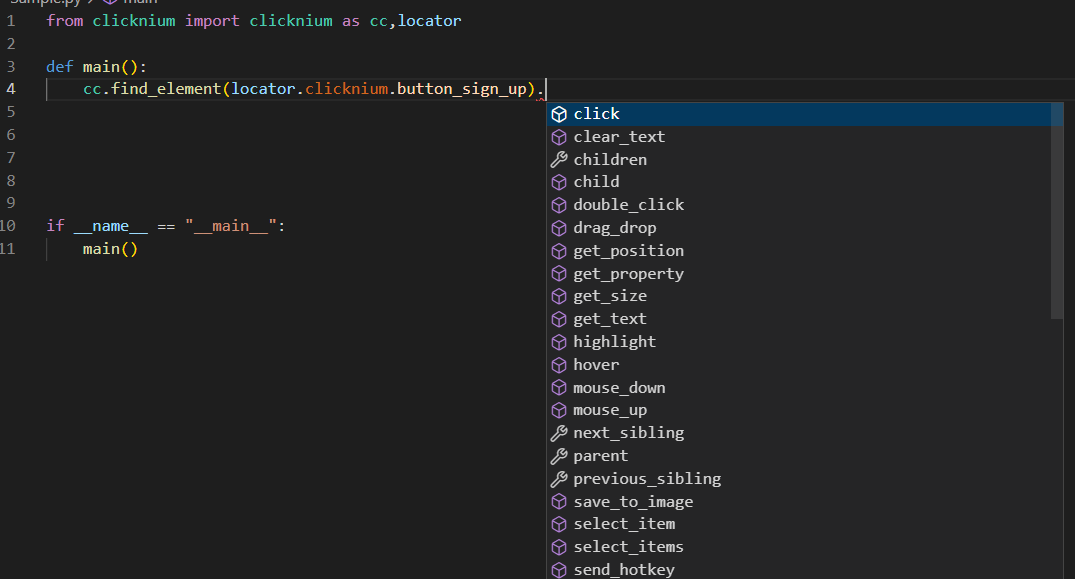 Sample.py > main
1 from clicknium import clicknium as cc,locator
2
3 def main():
4 cc.find_element(locator.clicknium.button_sign_up).
5
6
7
8
9
10 if __name__ == "__main__":
11 main()
click
clear_text
children
child
double_click
drag_drop
get_position
get_property
get_size
get_text
highlight
hover
mouse_down
mouse_up
next_sibling
parent
previous_sibling
save_to_image
select_item
select_items
send_hotkey